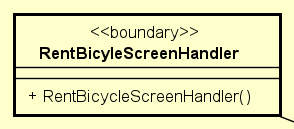 <<boundary>>
RentBicyleScreenHandler
+ RentBicycleScreenHandler()